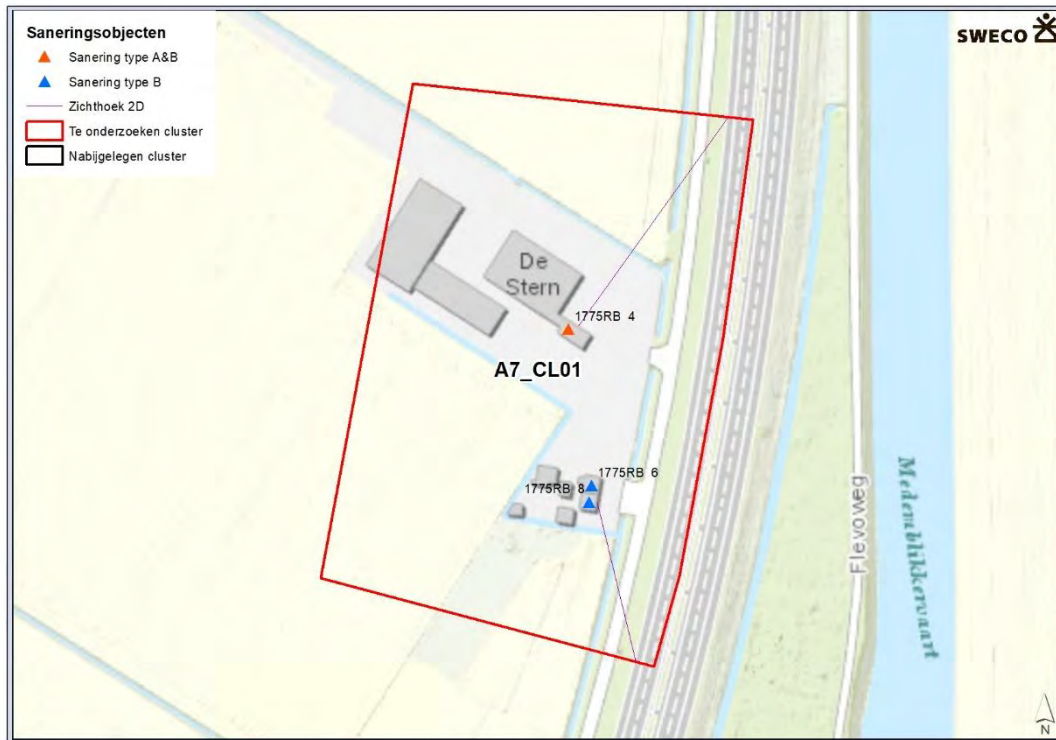 Saneringsobjecten
Sanering type A&B
Sanering type B
Zichthoek 2D
Te onderzoeken cluster
Nabijgelegen cluster
SWECO
De
Stern
1775RB 4
A7_CL01
1775RB 6
1775RB 8
Flevoweg
Medemblikkervaart
N